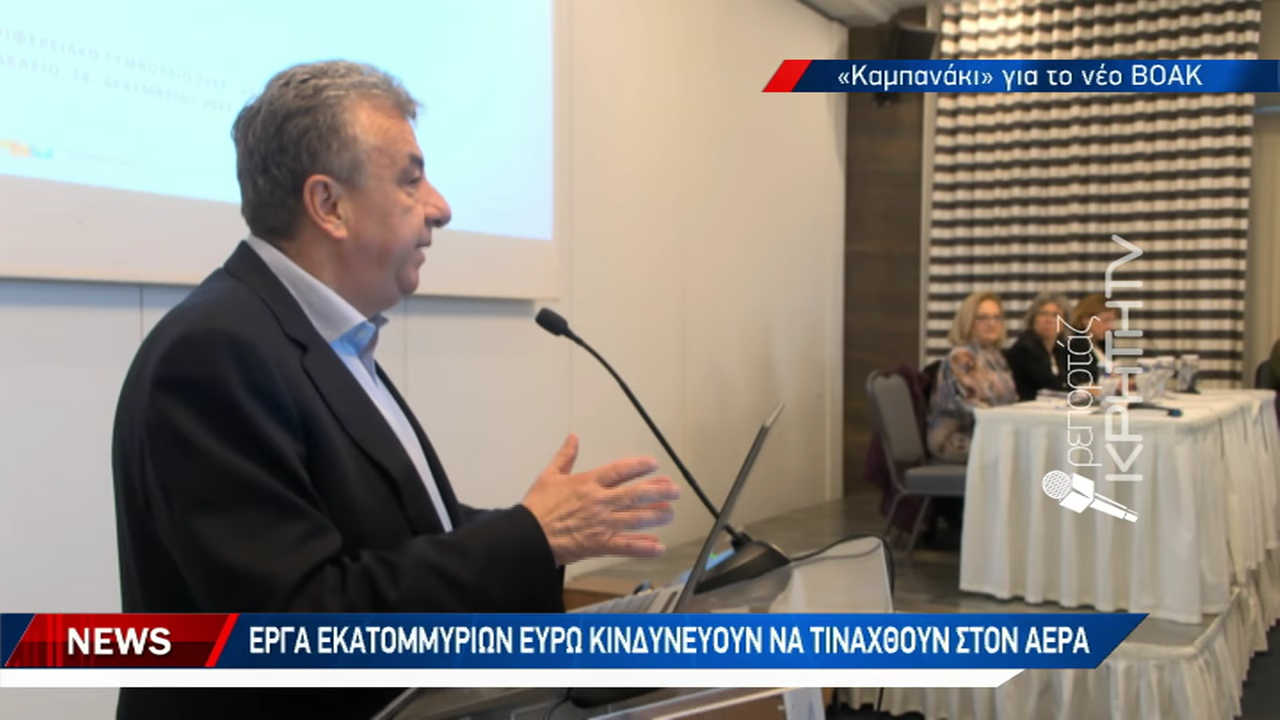 «Καμπανάκι» για το νέο ΒΟΑΚ
ρεπορτάζ
ΚΡΗΤΗ TV
NEWS
ΕΡΓΑ ΕΚΑΤΟΜΜΥΡΙΩΝ ΕΥΡΩ ΚΙΝΔΥΝΕΥΟΥΝ ΝΑ ΤΙΝΑΧΘΟΥΝ ΣΤΟΝ ΑΕΡΑ